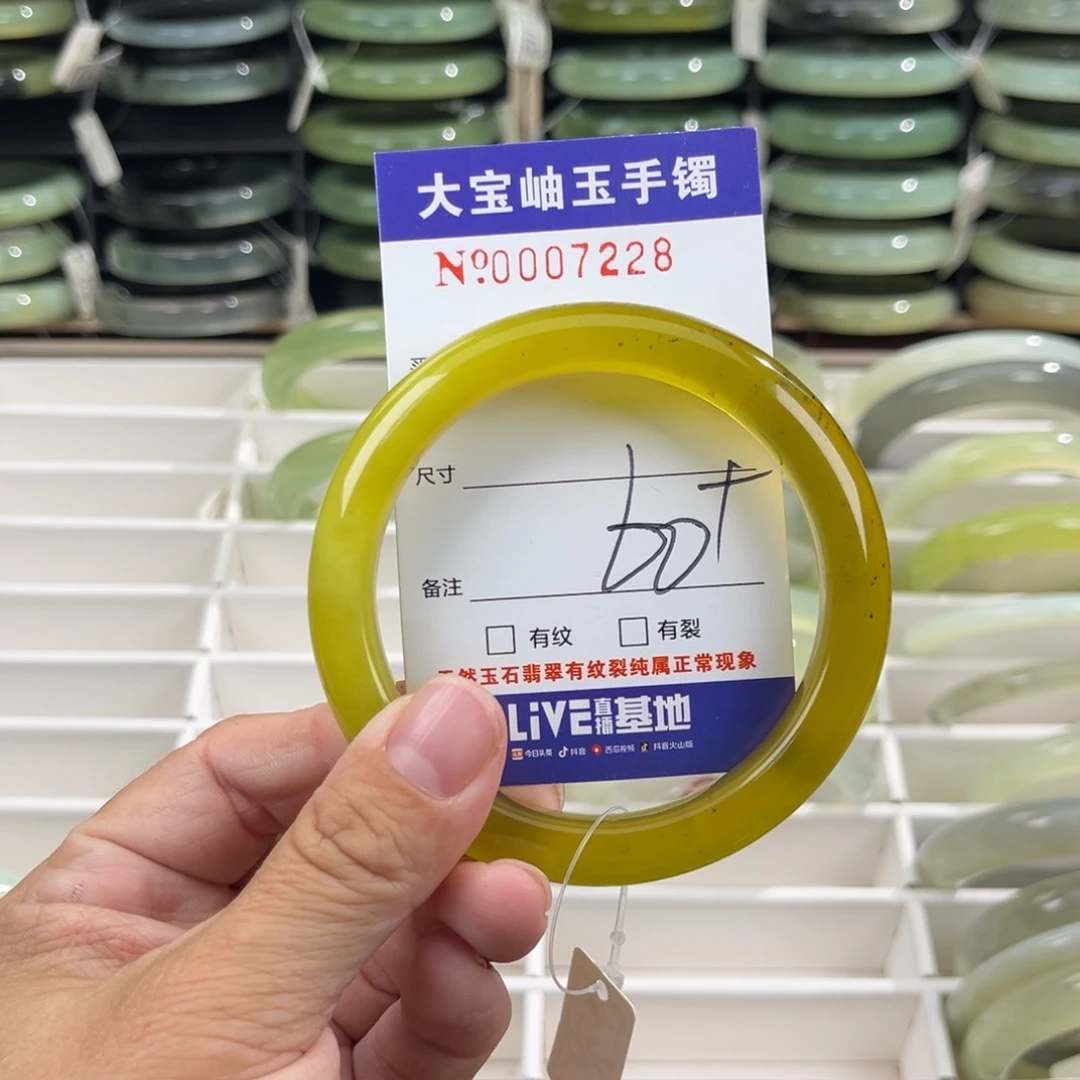 大宝岫玉手镯
Nº0007228
尺寸
备注
□ 有纹 □ 有裂
然玉石翡翠有纹裂纯属正常现象
LiVE直播基地
今日头条 抖音 西瓜视频 抖音火山版